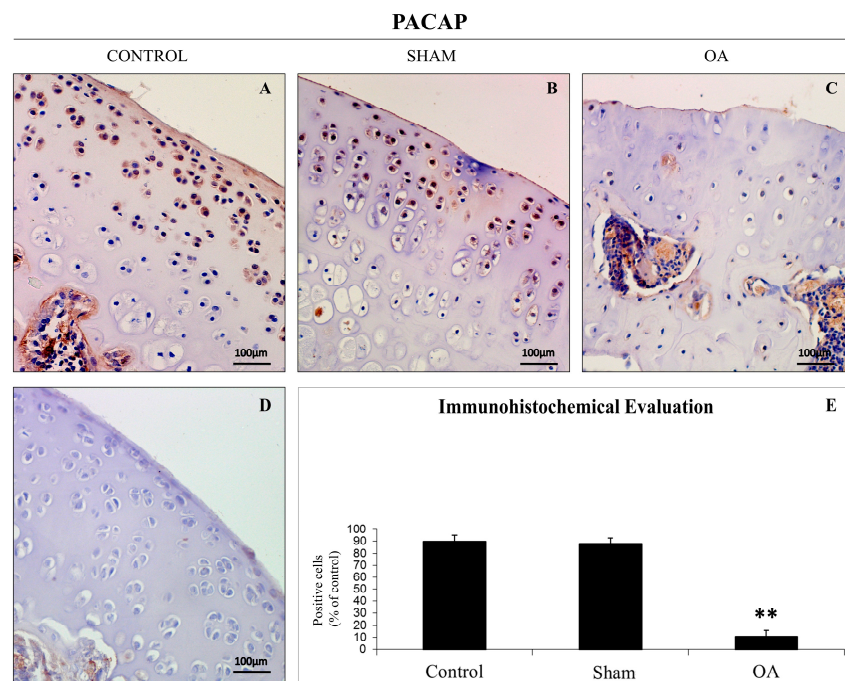 PACAP
CONTROL SHAM OA
A B C
100µm 100µm 100µm
D
100µm
Immunohistochemical Evaluation E
Positive cells
(% of control)
100
90
80
70
60
50
40
30
20
10
0
**
Control Sham OA